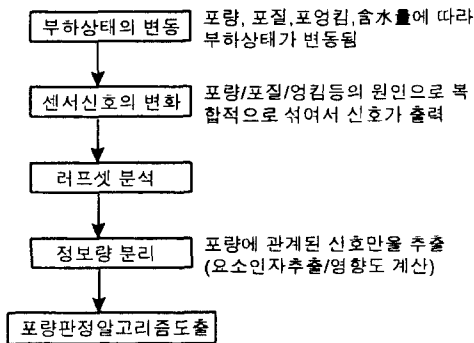 부하상태의 변동
포량, 포질,포엉킴,含水量에 따라
부하상태가 변동됨
센서신호의 변화
포량/포질/엉킴등의 원인으로 복
합적으로 섞여서 신호가 출력
러프셋 분석
정보량 분리
포량에 관계된 신호만을 추출
(요소인자추출/영향도 계산)
포량판정알고리즘도출